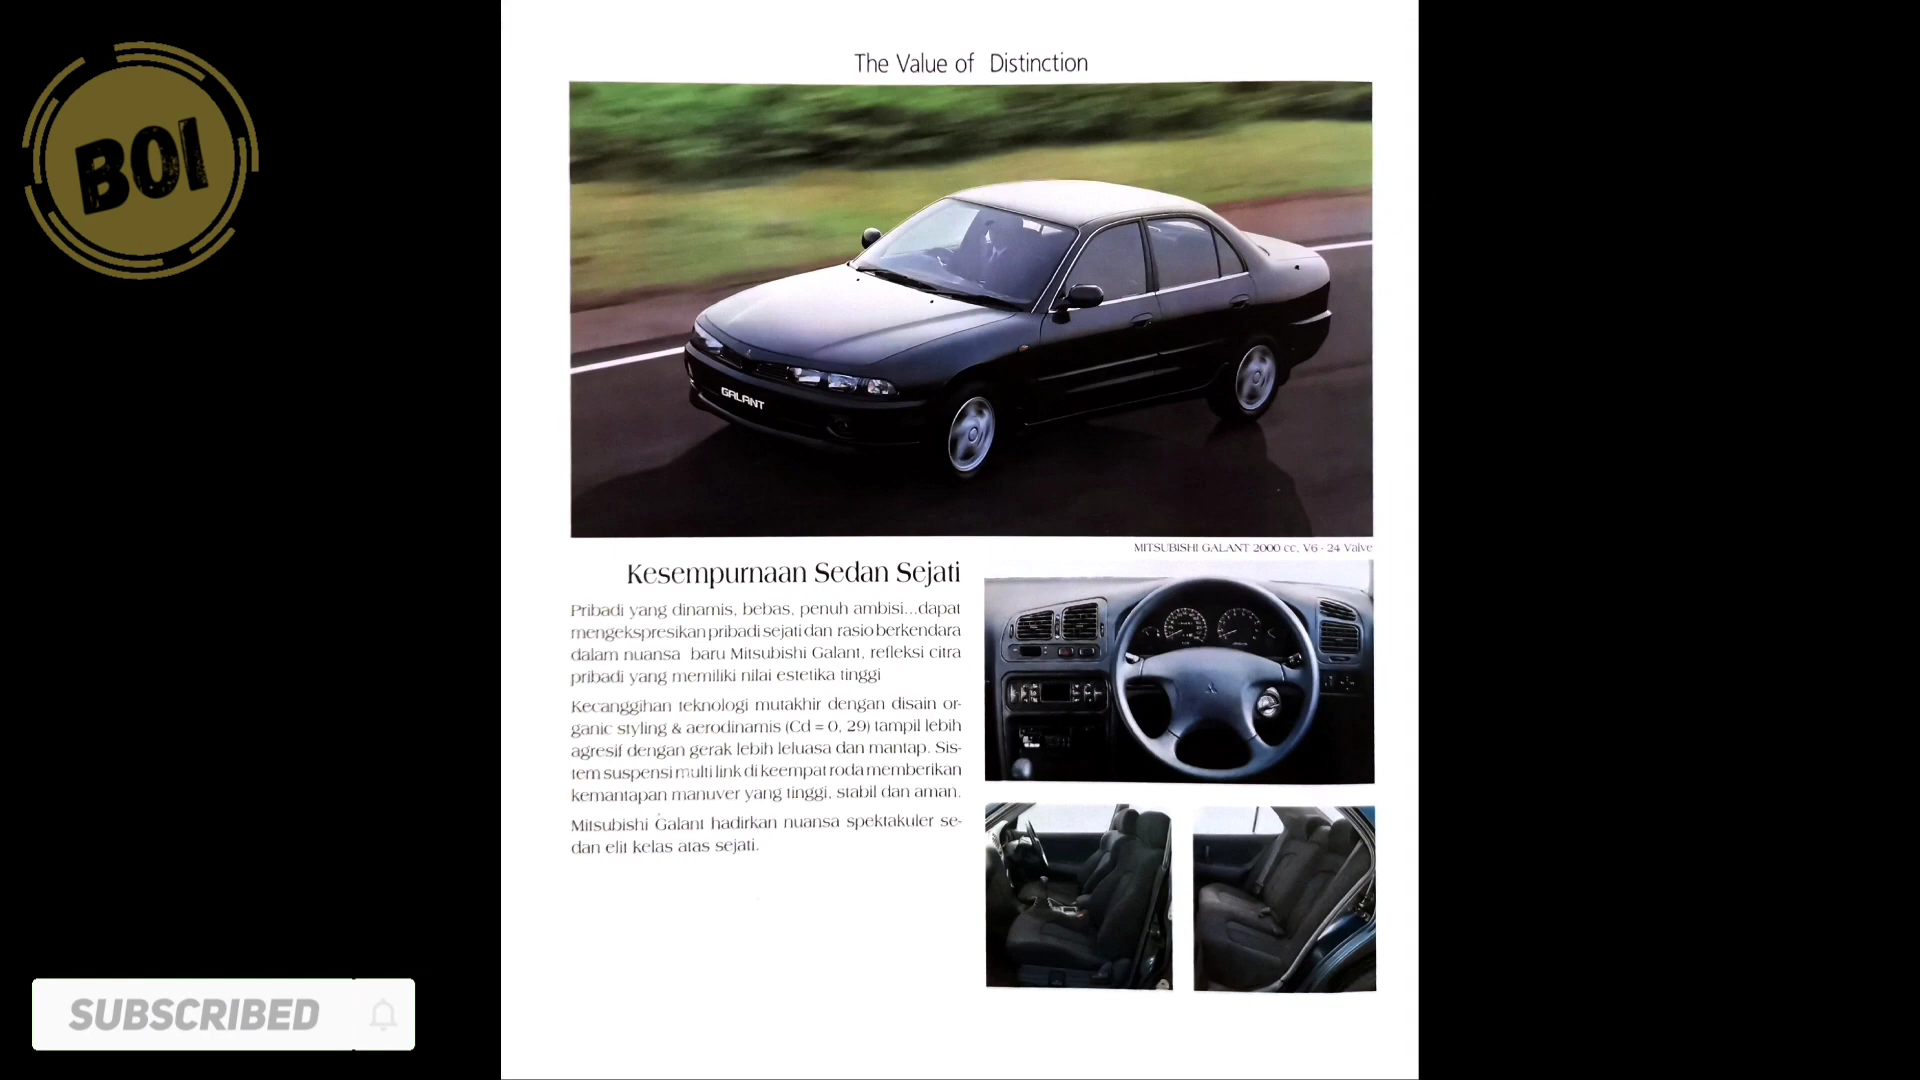 BOI
The Value of Distinction
GALANT
MITSUBISHI GALANT 2000 cc, V6 - 24 Valve
Kesempurnaan Sedan Sejati
Pribadi yang dinamis, bebas, penuh ambisi...dapat
mengekspresikan pribadi sejati dan rasio berkendara
dalam nuansa baru Mitsubishi Galant, refleksi citra
pribadi yang memiliki nilai estetika tinggi
Kecanggihan teknologi mutakhir dengan disain or-
ganic styling & aerodinamis (Cd = 0, 29) tampil lebih
agresif dengan gerak lebih leluasa dan mantap. Sis-
tem suspensi multi link di keempat roda memberikan
kemantapan manuver yang tinggi, stabil dan aman.
Mitsubishi Galant hadirkan nuansa spektakuler se-
dan elit kelas atas sejati.
SUBSCRIBED